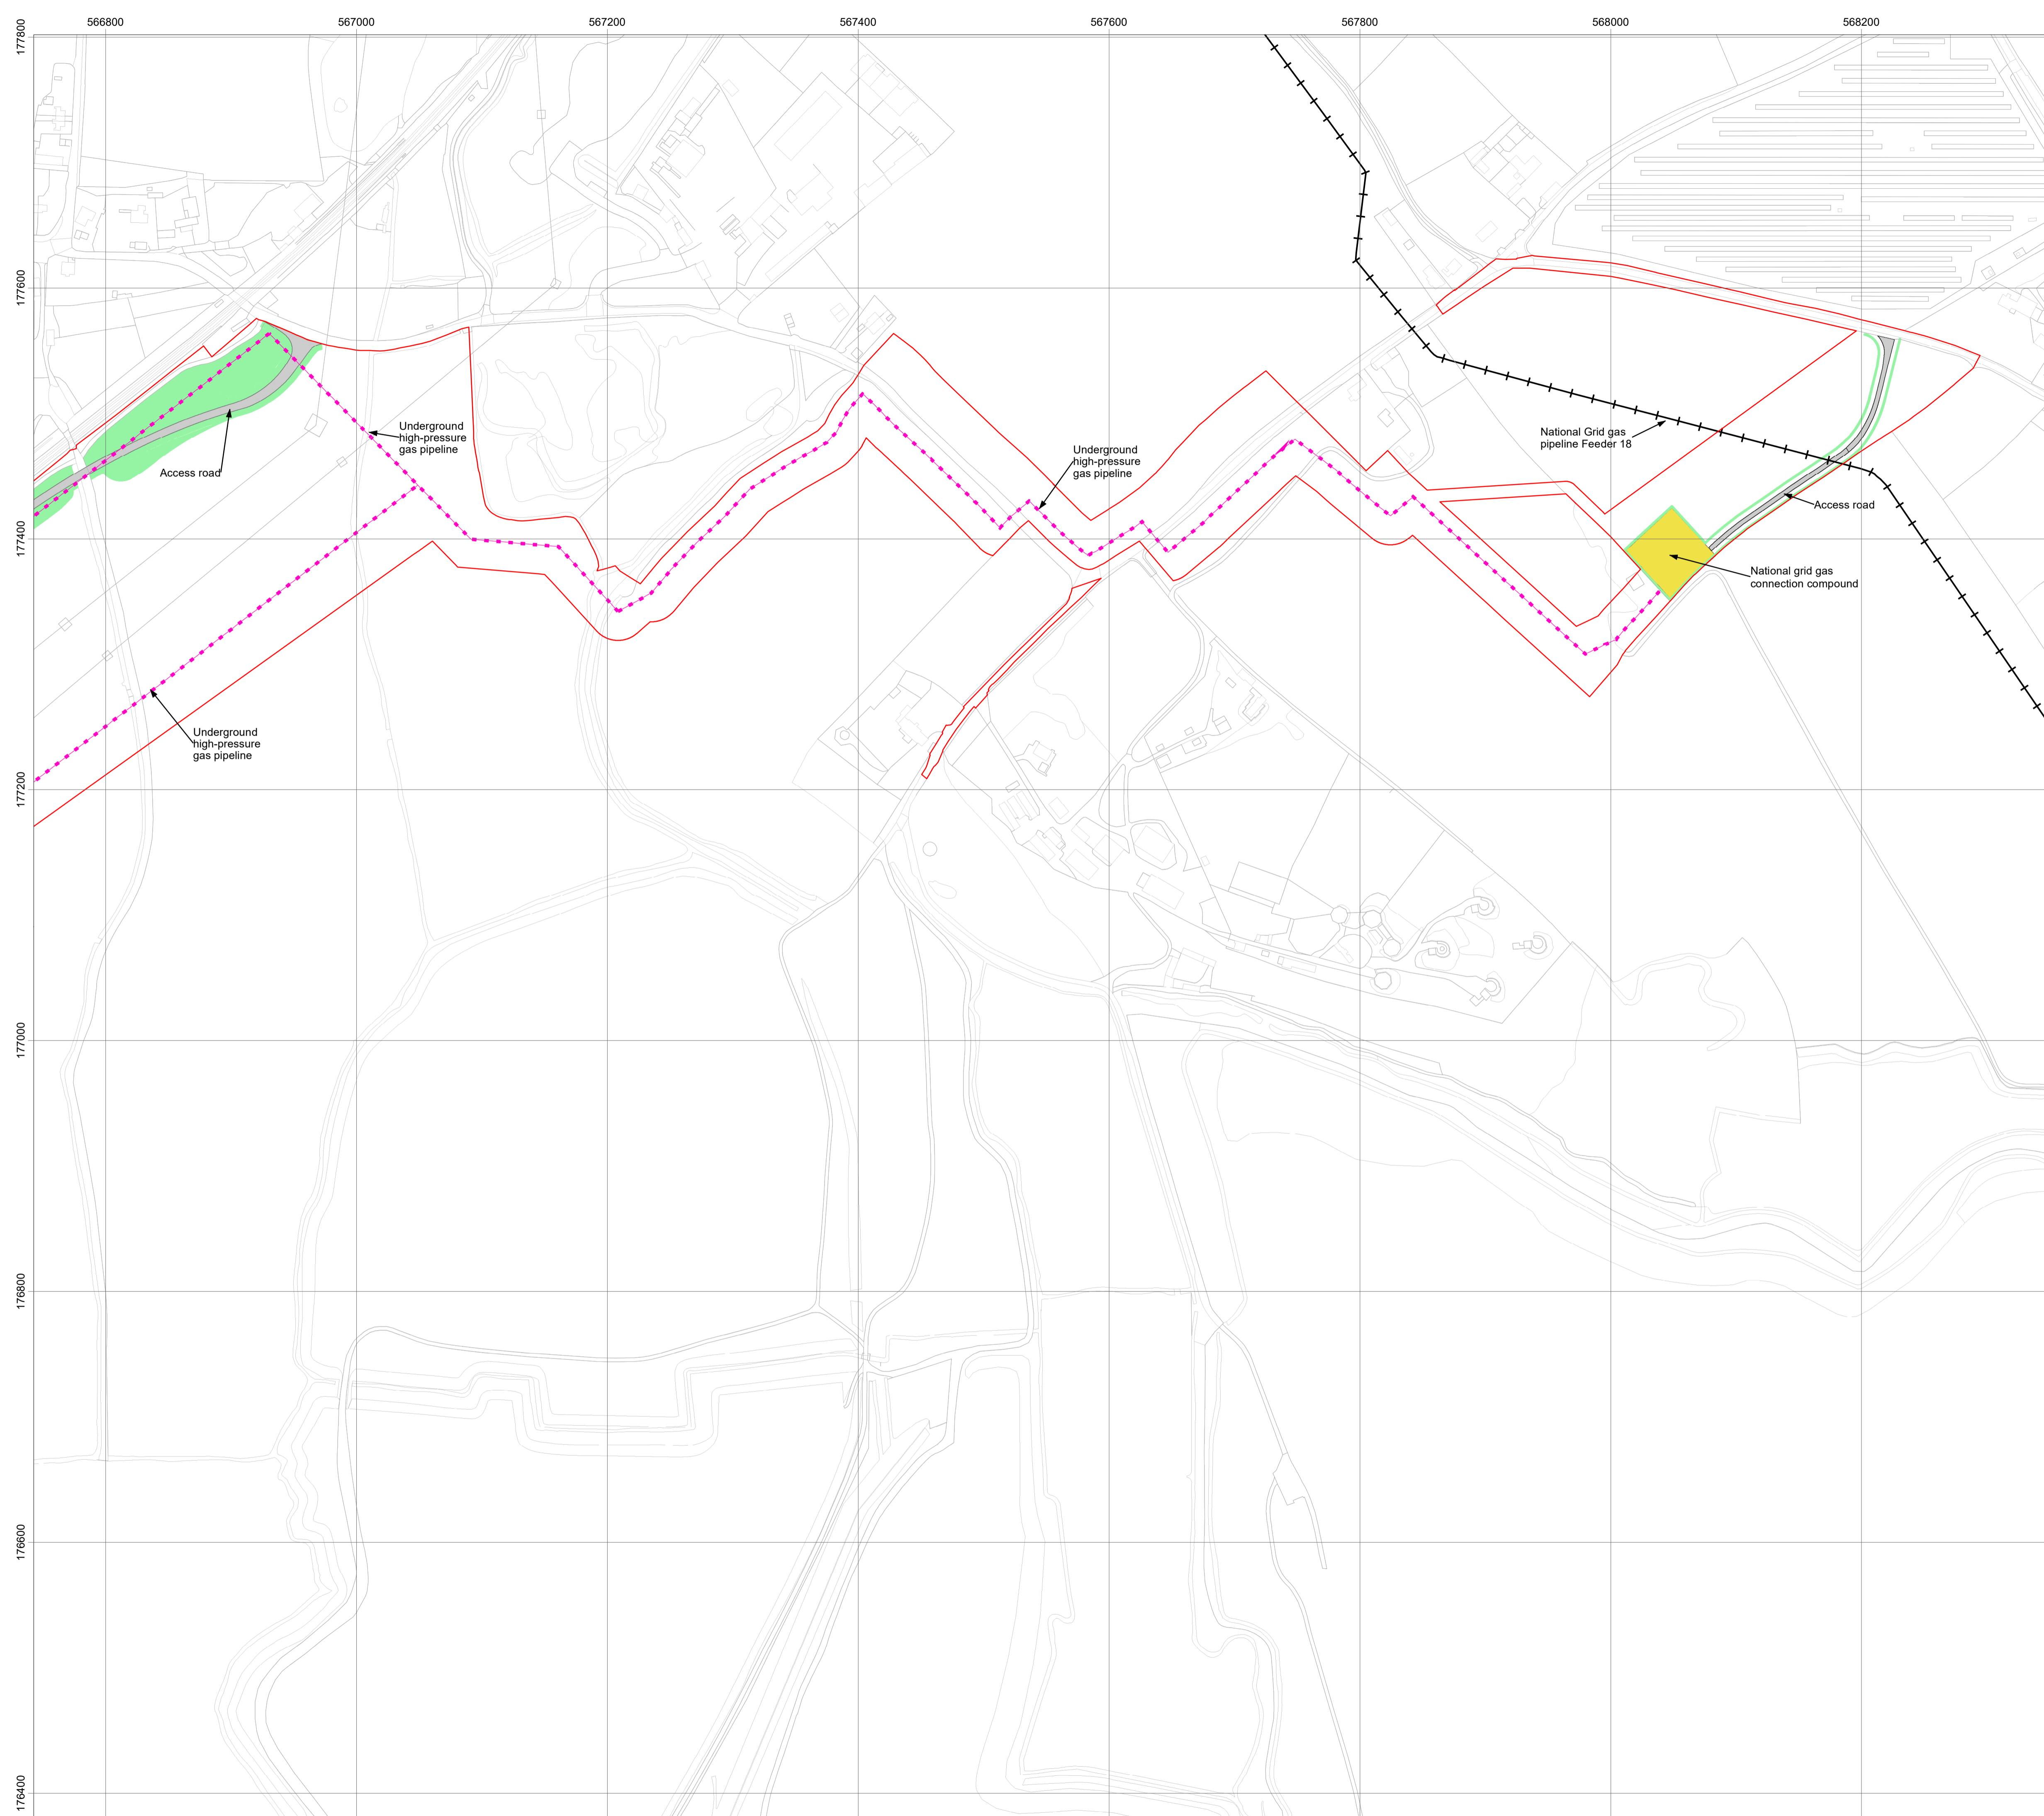 566800 567000 567200 567400 567600 567800 568000 568200
177800
177600
177400
177200
177000
176800
176600
176400
Underground
high-pressure
gas pipeline
Access road
Underground
high-pressure
gas pipeline
National Grid gas
pipeline Feeder 18
Access road
National grid gas
connection compound
Underground
high-pressure
gas pipeline